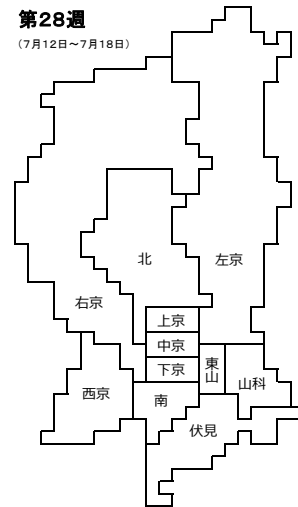 第28週
（7月12日～7月18日）
北
左京
右京
上京
中京
下京
東山
山科
西京
南
伏見